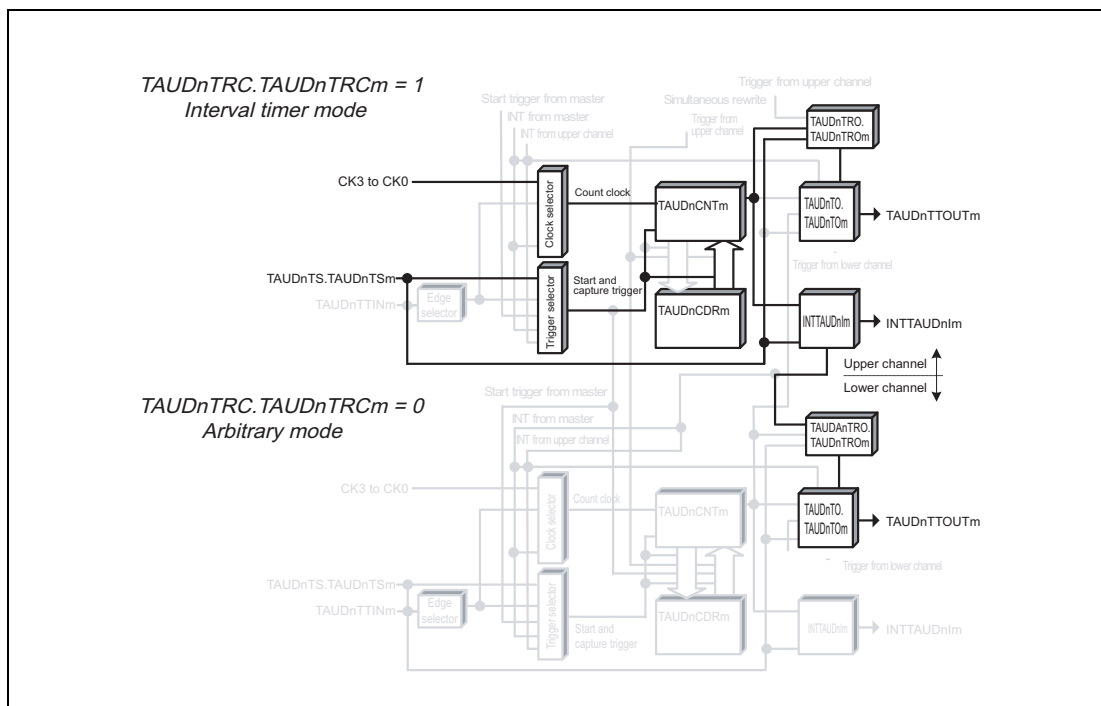 TAUDnTRC.TAUDnTRCm = 1
Interval timer mode
Trigger from upper channel
Start trigger from master
Simultaneous rewrite
INT from master
Trigger from
upper channel
INT from upper channel
TAUDnTRO.
TAUDnTROm
CK3 to CK0
Clock selector
Count clock
TAUDnCNTm
TAUDnTO.
TAUDnTOm
TAUDnTTOUTm
Trigger from lower channel
TAUDnTS.TAUDnTSm
TAUDnTTINm
Edge
selector
Trigger selector
Start and
capture trigger
TAUDnCDRm
INTTAUDnIm
INTTAUDnIm
Upper channel
Lower channel
TAUDnTRC.TAUDnTRCm = 0
Arbitrary mode
Start trigger from master
INT from master
INT from upper channel
TAUDAnTRO.
TAUDnTROm
CK3 to CK0
Clock selector
Count clock
TAUDnCNTm
TAUDnTO.
TAUDnTOm
TAUDnTTOUTm
Trigger from lower channel
TAUDnTS.TAUDnTSm
TAUDnTTINm
Edge
selector
Trigger selector
Start and
capture trigger
TAUDnCDRm
INTTAUDnIm
INTTAUDnIm